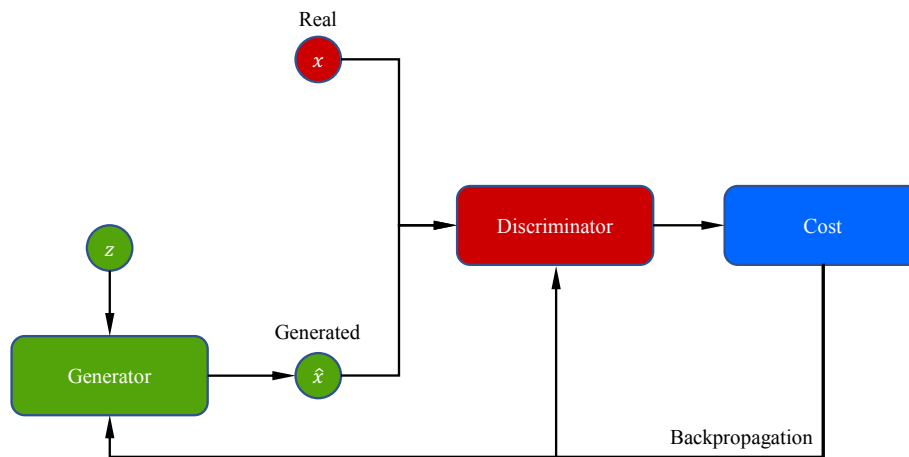 Real
x
Discriminator
Cost
z
Generated
Generator
x̂
Backpropagation